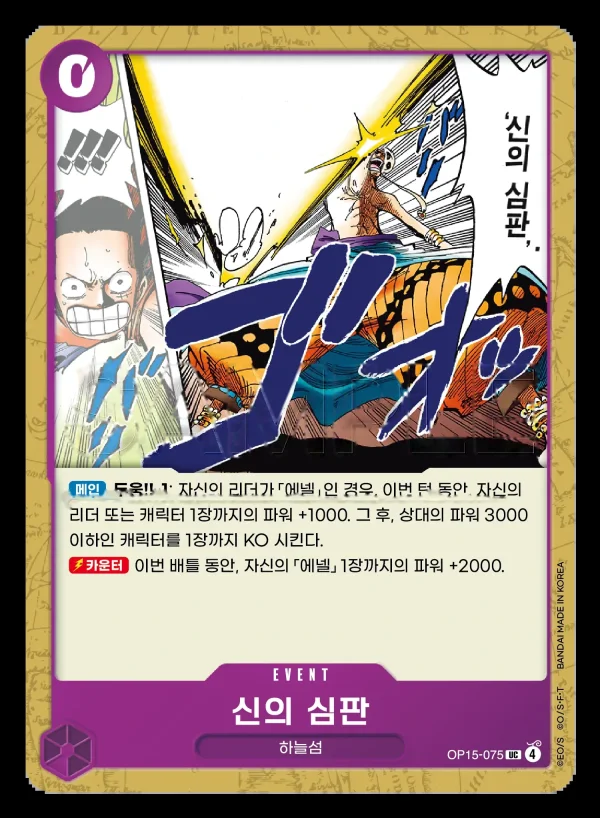 0
!!!
'신의 심판,.
ゴオッ
메인 두웅!! -1: 자신의 리더가 「에넬」인 경우, 이번 턴 동안, 자신의
리더 또는 캐릭터 1장까지의 파워 +1000. 그 후, 상대의 파워 3000
이하인 캐릭터를 1장까지 KO 시킨다.
카운터 이번 배틀 동안, 자신의 「에넬」 1장까지의 파워 +2000.
EVENT
신의 심판
하늘섬
OP15-075 UC 4
©E.O/S. ©O/S·F·T BANDAI MADE IN KOREA